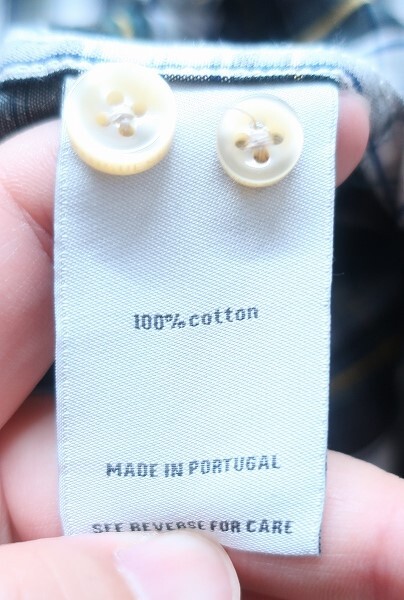 100% cotton
MADE IN PORTUGAL
SEE REVERSE FOR CARE